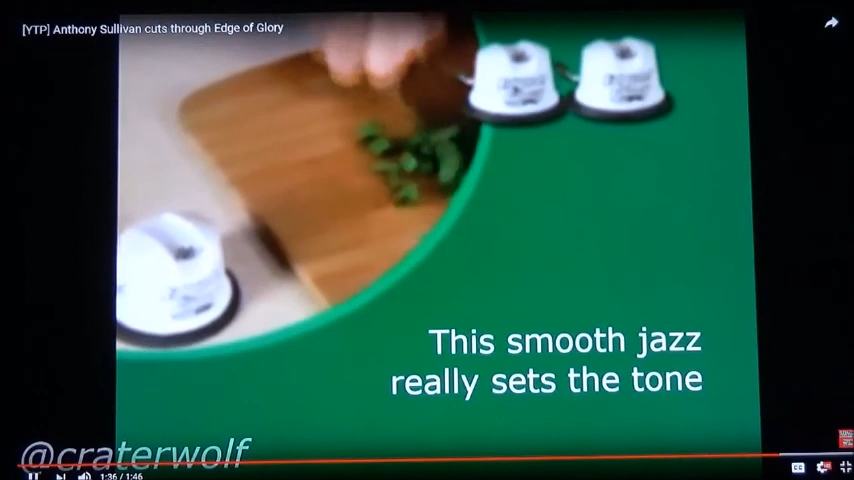 [YTP] Anthony Sullivan cuts through Edge of Glory
This smooth jazz
really sets the tone
@craterwolf
1:36 / 1:46
CC